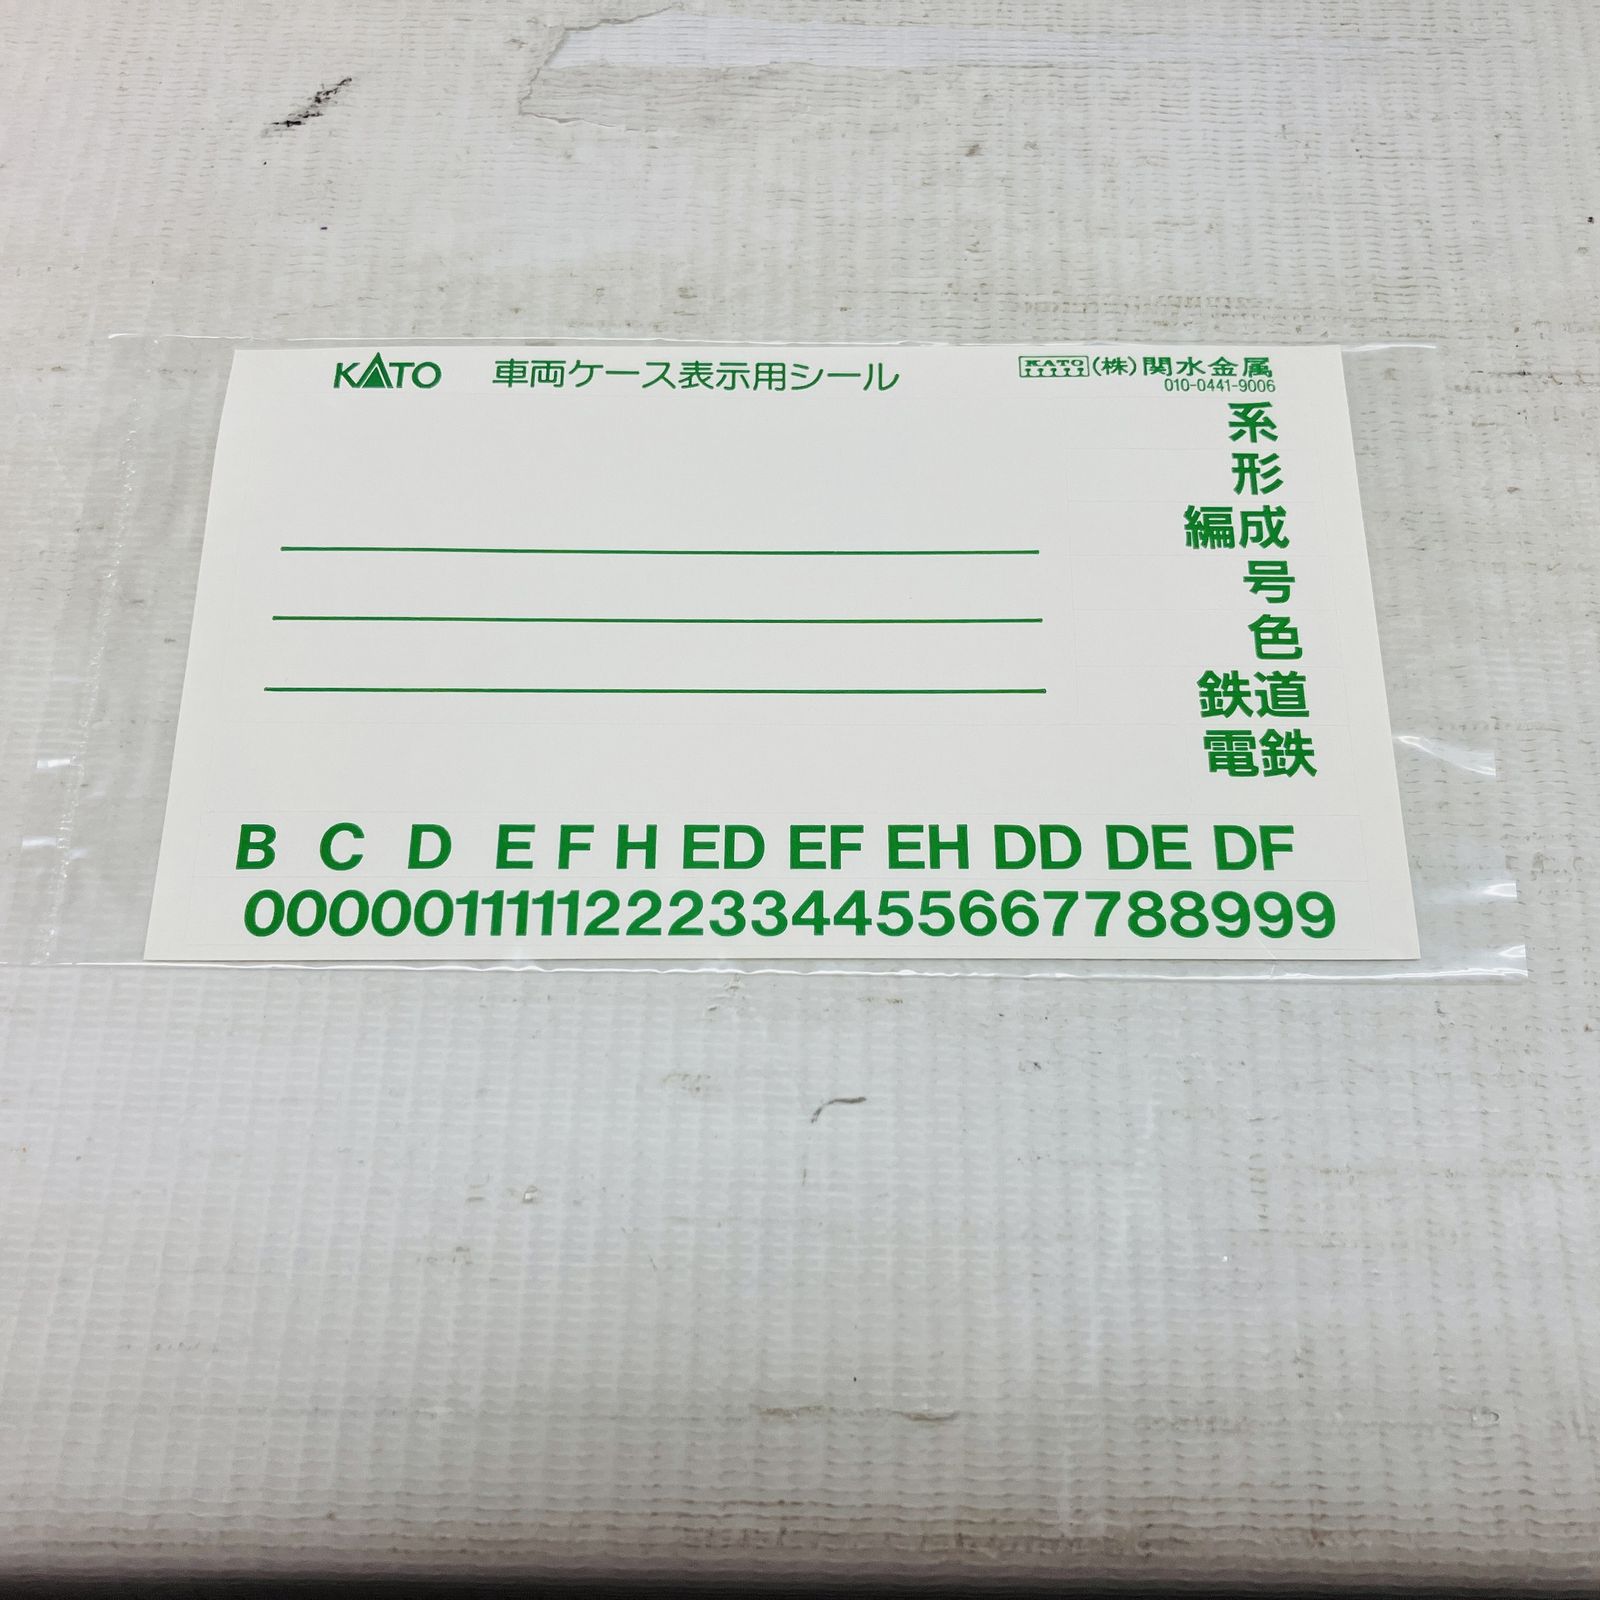 KATO 車両ケース表示用シール KATO (株)関水金属
010-0441-9006
系
形
編成
号
色
鉄道
電鉄
B C D E F H ED EF EH DD DE DF
0000011111222333444555666777888999